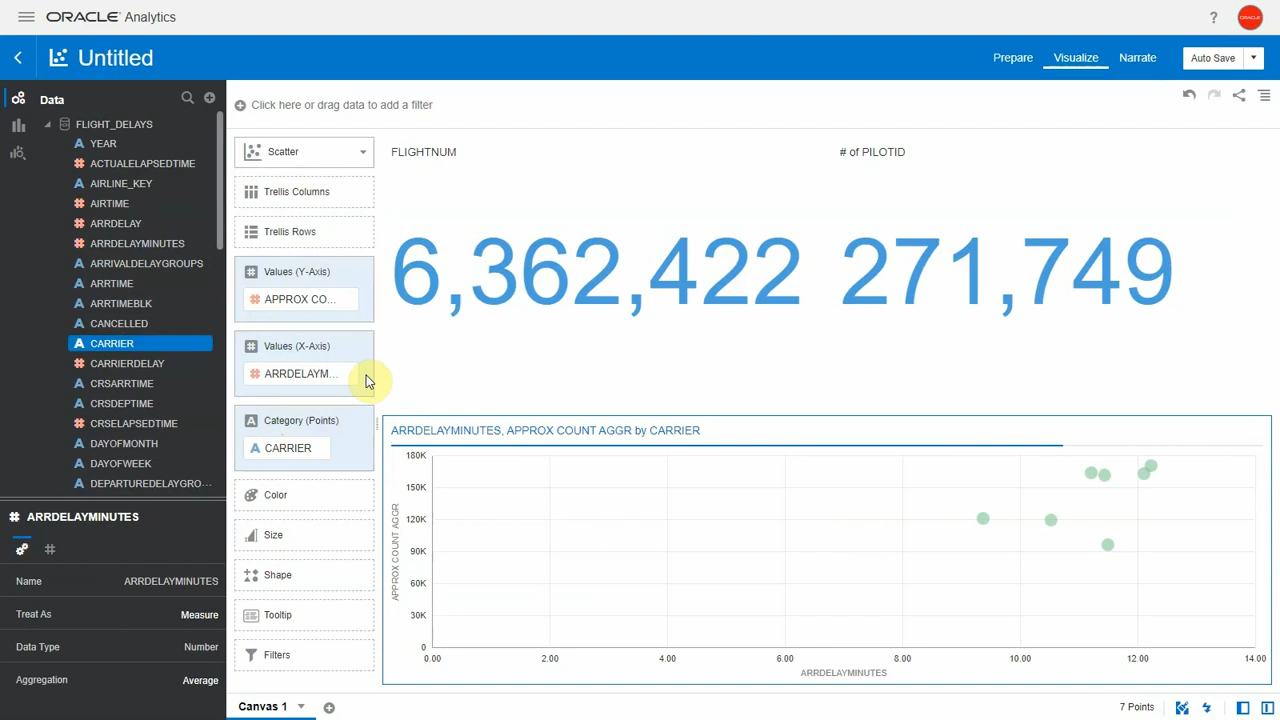 ORACLE Analytics
?
ORACLE
Untitled
Prepare
Visualize
Narrate
Auto Save
Data
FLIGHT_DELAYS
A YEAR
# ACTUALELAPSEDTIME
A AIRLINE_KEY
# AIRTIME
# ARRDELAY
# ARRDELAYMINUTES
A ARRIVALDELAYGROUPS
A ARRTIME
A ARRTIMEBLK
A CANCELLED
A CARRIER
# CARRIERDELAY
A CRSARRTIME
A CRSDEPTIME
# CRSELAPSEDTIME
A DAYOFMONTH
A DAYOFWEEK
A DEPARTUREDELAYGRO...
# ARRDELAYMINUTES
#
Name ARRDELAYMINUTES
Treat As Measure
Data Type Number
Aggregation Average
Click here or drag data to add a filter
Scatter
Trellis Columns
Trellis Rows
# Values (Y-Axis)
# APPROX CO...
# Values (X-Axis)
# ARRDELAYM...
A Category (Points)
A CARRIER
Color
Size
Shape
Tooltip
Filters
FLIGHTNUM
# of PILOTID
6,362,422
271,749
ARRDELAYMINUTES, APPROX COUNT AGGR by CARRIER
APPROX COUNT AGGR
180K
150K
120K
90K
60K
30K
0
0.00 2.00 4.00 6.00 8.00 10.00 12.00 14.00
ARRDELAYMINUTES
Canvas 1
7 Points